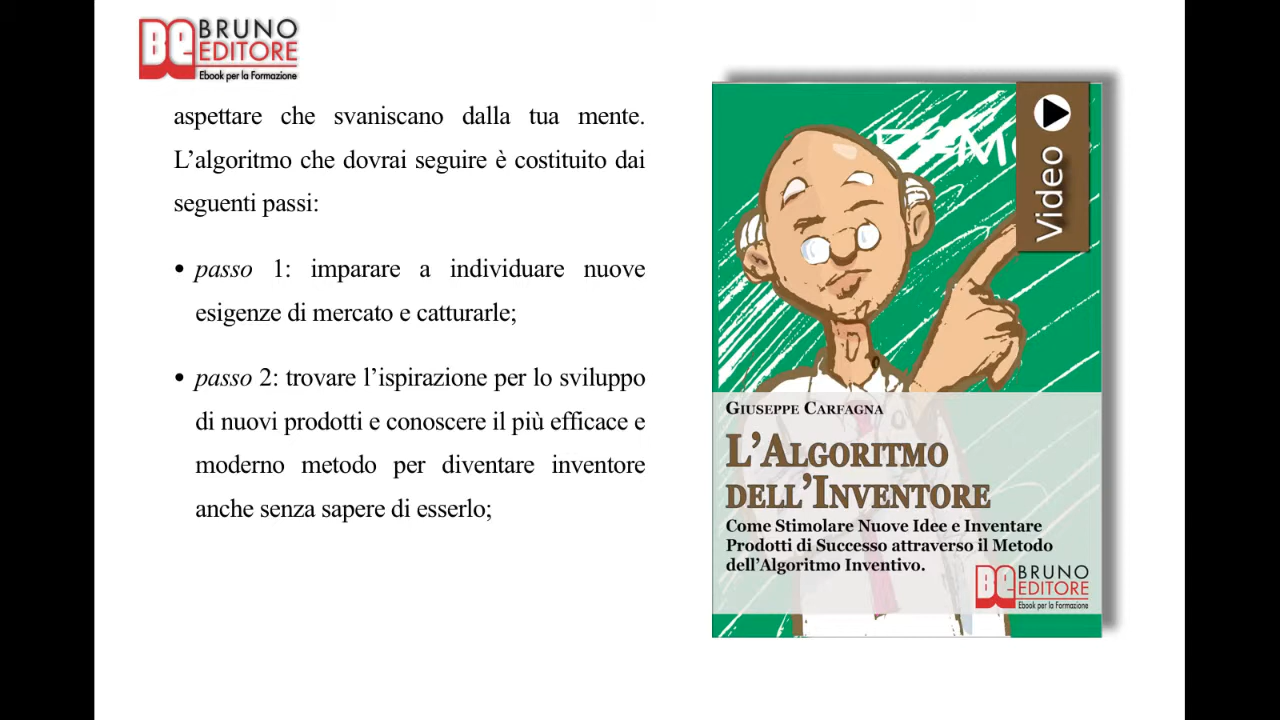 BRUNO
EDITORE
Ebook per la Formazione
aspettare che svaniscano dalla tua mente.
L’algoritmo che dovrai seguire è costituito dai
seguenti passi:
• passo 1: imparare a individuare nuove
esigenze di mercato e catturarle;
• passo 2: trovare l’ispirazione per lo sviluppo
di nuovi prodotti e conoscere il più efficace e
moderno metodo per diventare inventore
anche senza sapere di esserlo;
Video
GIUSEPPE CARFAGNA
L’ALGORITMO
DELL’INVENTORE
Come Stimolare Nuove Idee e Inventare
Prodotti di Successo attraverso il Metodo
dell’Algoritmo Inventivo.
BRUNO
EDITORE
Ebook per la Formazione